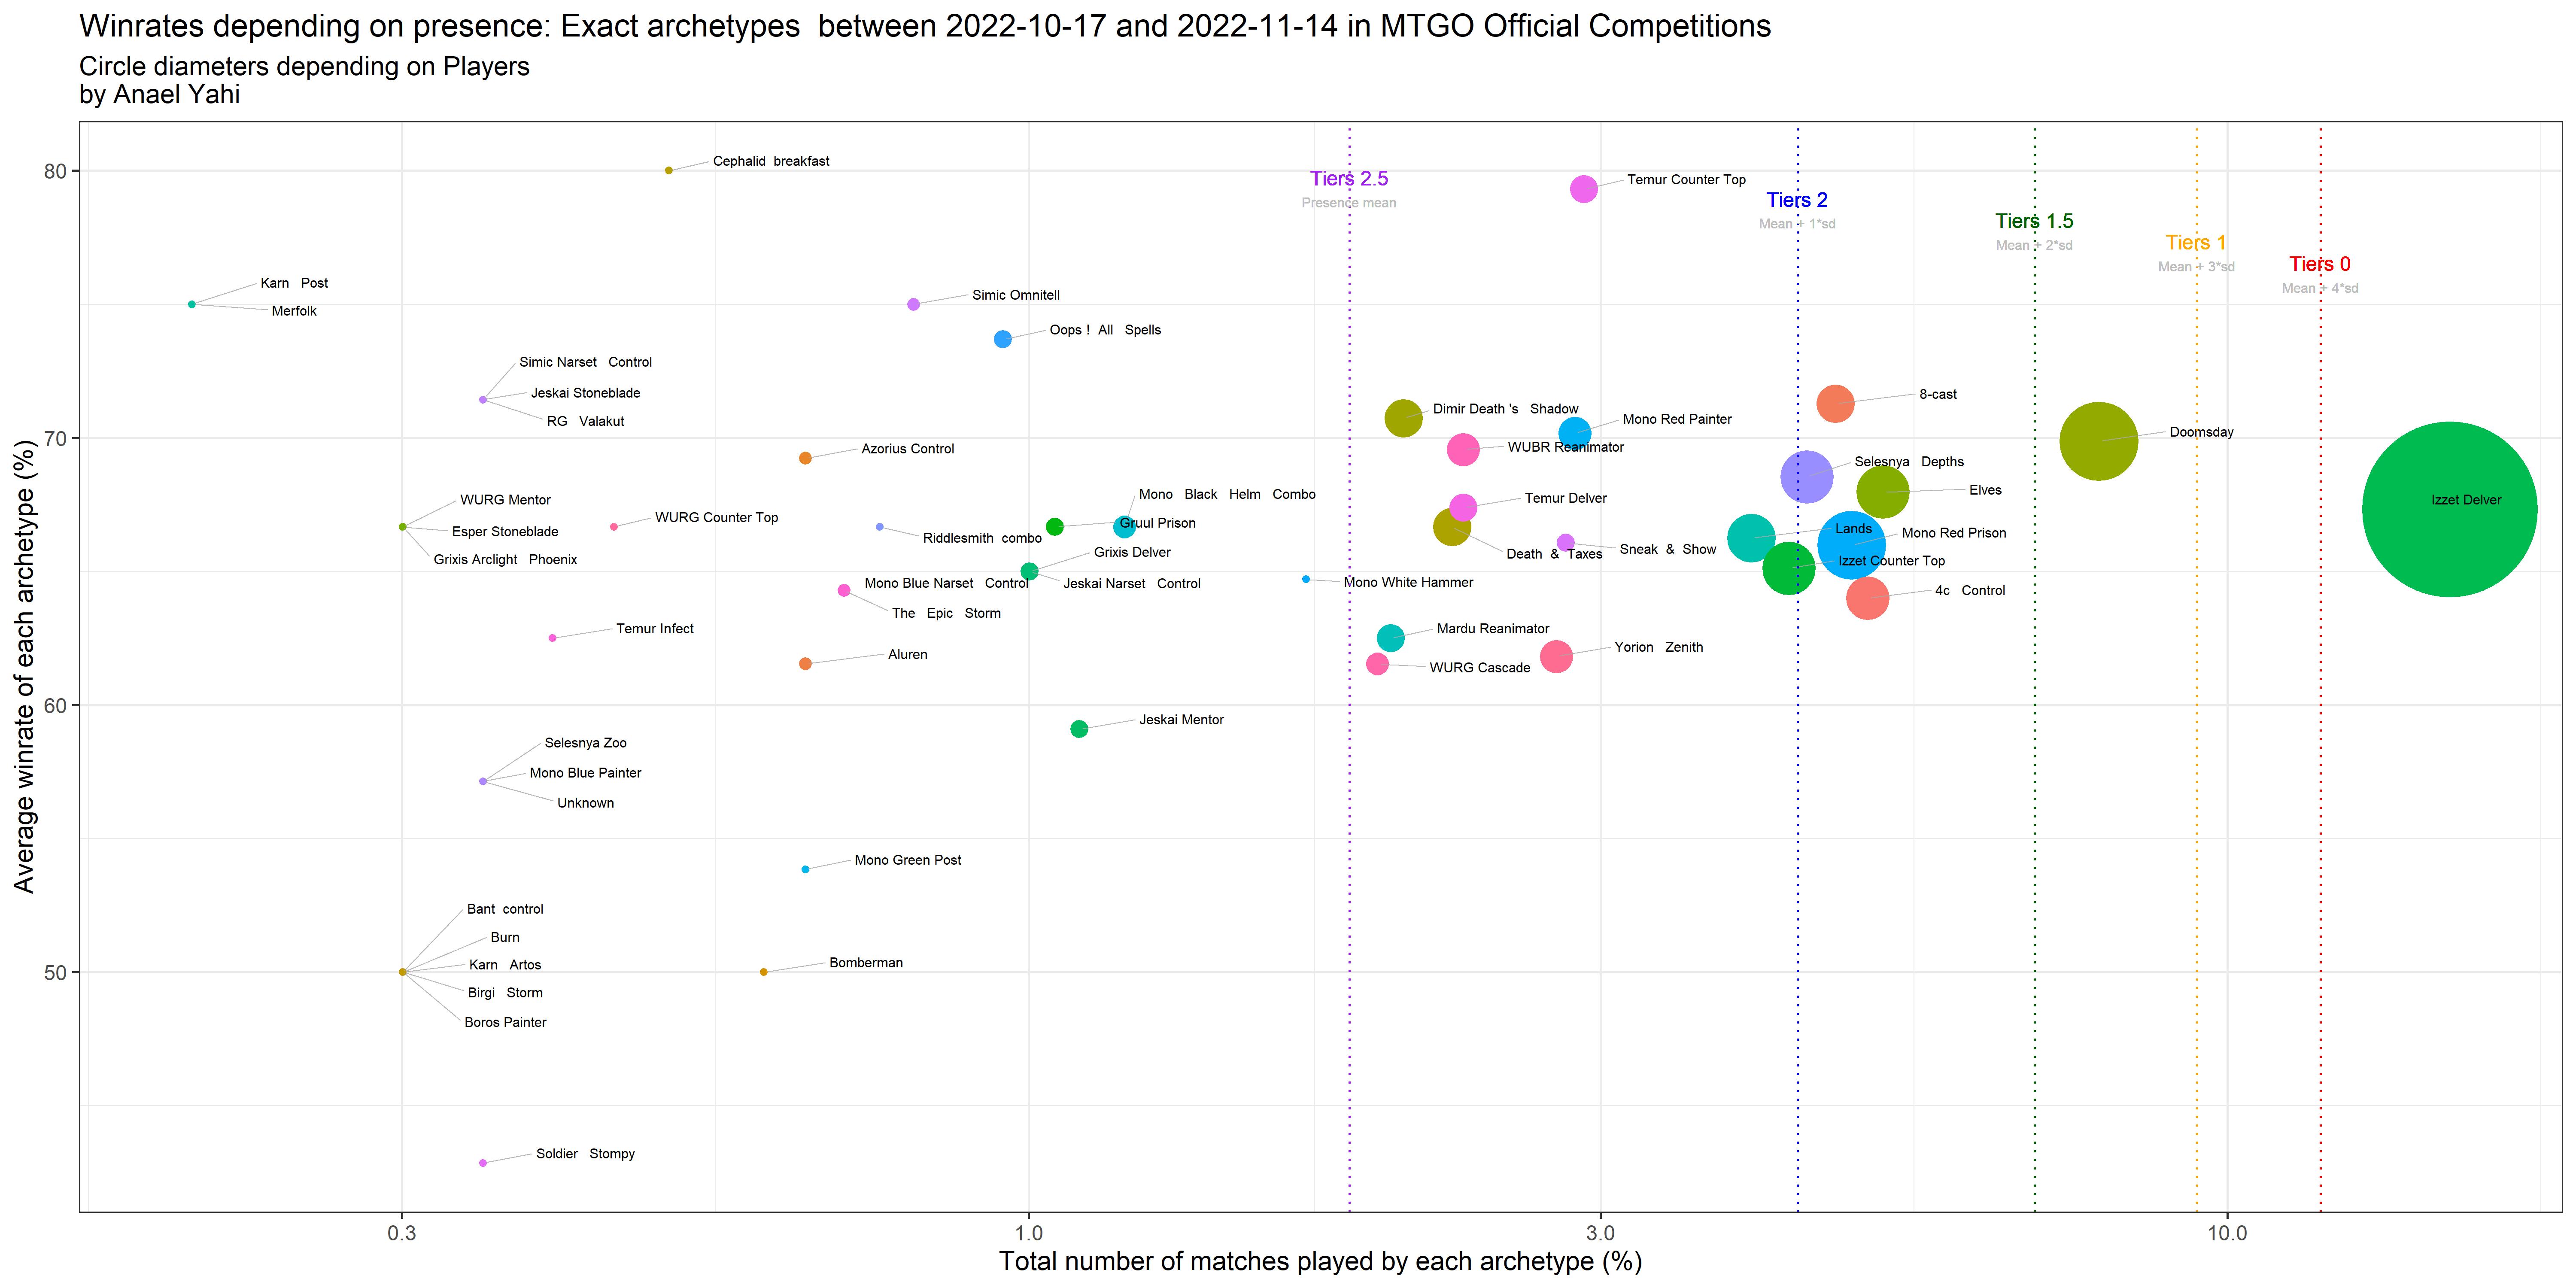 Winrates depending on presence: Exact archetypes  between 2022-10-17 and 2022-11-14 in MTGO Official Competitions
Circle diameters depending on Players
by Anael Yahi
Average winrate of each archetype (%)
80
70
60
50
Cephalid  breakfast
Tiers 2.5
Presence mean
Temur Counter Top
Tiers 2
Mean + 1*sd
Tiers 1.5
Mean + 2*sd
Tiers 1
Mean + 3*sd
Tiers 0
Mean + 4*sd
Karn   Post
Merfolk
Simic Omnitell
Oops !  All   Spells
Simic Narset   Control
Jeskai Stoneblade
RG   Valakut
8-cast
Dimir Death 's   Shadow
Mono Red Painter
Doomsday
WUBR Reanimator
Azorius Control
Selesnya   Depths
Elves
Mono   Black   Helm   Combo
Temur Delver
Izzet Delver
WURG Mentor
WURG Counter Top
Gruul Prison
Esper Stoneblade
Lands
Mono Red Prison
Riddlesmith  combo
Sneak  &  Show
Grixis Delver
Death  &  Taxes
Grixis Arclight   Phoenix
Izzet Counter Top
Mono Blue Narset   Control
Jeskai Narset   Control
Mono White Hammer
4c   Control
The   Epic   Storm
Temur Infect
Mardu Reanimator
Yorion   Zenith
Aluren
WURG Cascade
Jeskai Mentor
Selesnya Zoo
Mono Blue Painter
Unknown
Mono Green Post
Bant  control
Burn
Karn   Artos
Bomberman
Birgi   Storm
Boros Painter
Soldier   Stompy
0.3
1.0
3.0
10.0
Total number of matches played by each archetype (%)